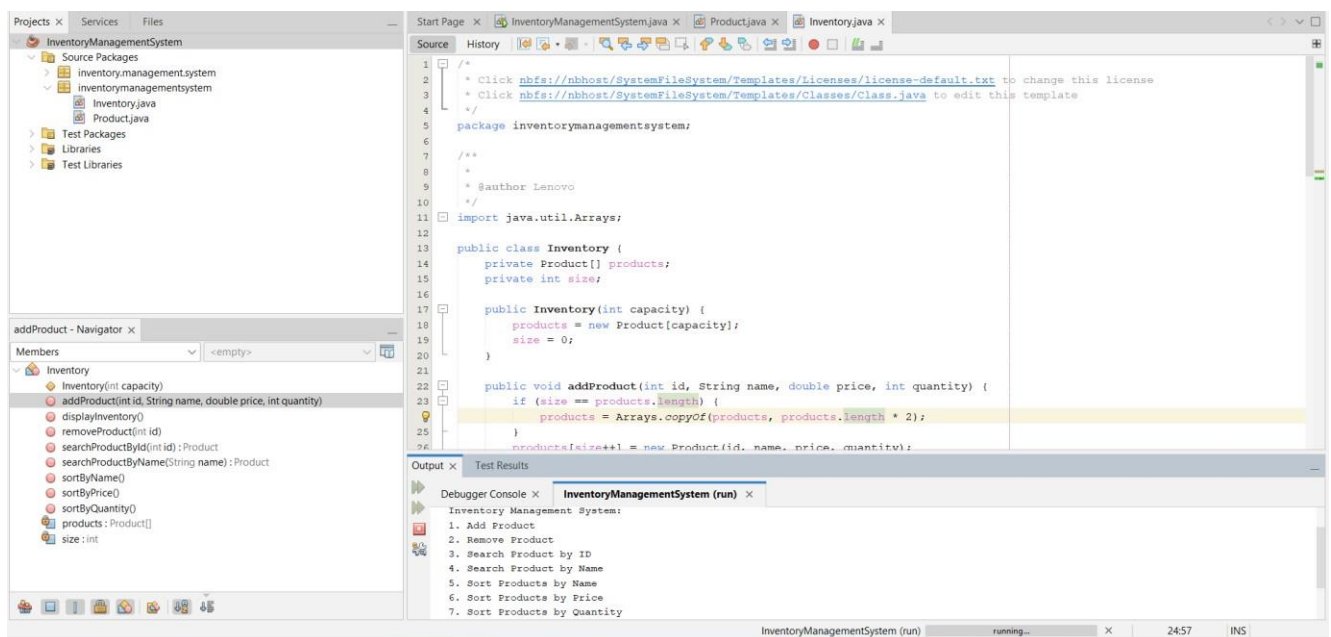 Projects × Services Files
InventoryManagementSystem
Source Packages
inventory.management.system
inventorymanagementsystem
Inventory.java
Product.java
Test Packages
Libraries
Test Libraries
addProduct - Navigator ×
Members <empty>
Inventory
Inventory(int capacity)
addProduct(int id, String name, double price, int quantity)
displayInventory()
removeProduct(int id)
searchProductById(int id) : Product
searchProductByName(String name) : Product
sortByName()
sortByPrice()
sortByQuantity()
products : Product[]
size : int
Start Page × InventoryManagementSystem.java × Product.java × Inventory.java ×
Source History
1 /*
2 * Click nbfs://nbhost/SystemFileSystem/Templates/Licenses/license-default.txt to change this license
3 * Click nbfs://nbhost/SystemFileSystem/Templates/Classes/Class.java to edit this template
4 */
5 package inventorymanagementsystem;
6
7 /**
8 *
9 * @author Lenovo
10 */
11 import java.util.Arrays;
12
13 public class Inventory {
14 private Product[] products;
15 private int size;
16
17 public Inventory(int capacity) {
18 products = new Product[capacity];
19 size = 0;
20 }
21
22 public void addProduct(int id, String name, double price, int quantity) {
23 if (size == products.length) {
products = Arrays.copyOf(products, products.length * 2);
25 }
26 products[size++] = new Product(id, name, price, quantity);
Output × Test Results
Debugger Console × InventoryManagementSystem (run) ×
Inventory Management System:
1. Add Product
2. Remove Product
3. Search Product by ID
4. Search Product by Name
5. Sort Products by Name
6. Sort Products by Price
7. Sort Products by Quantity
InventoryManagementSystem (run) running... × 24:57 INS